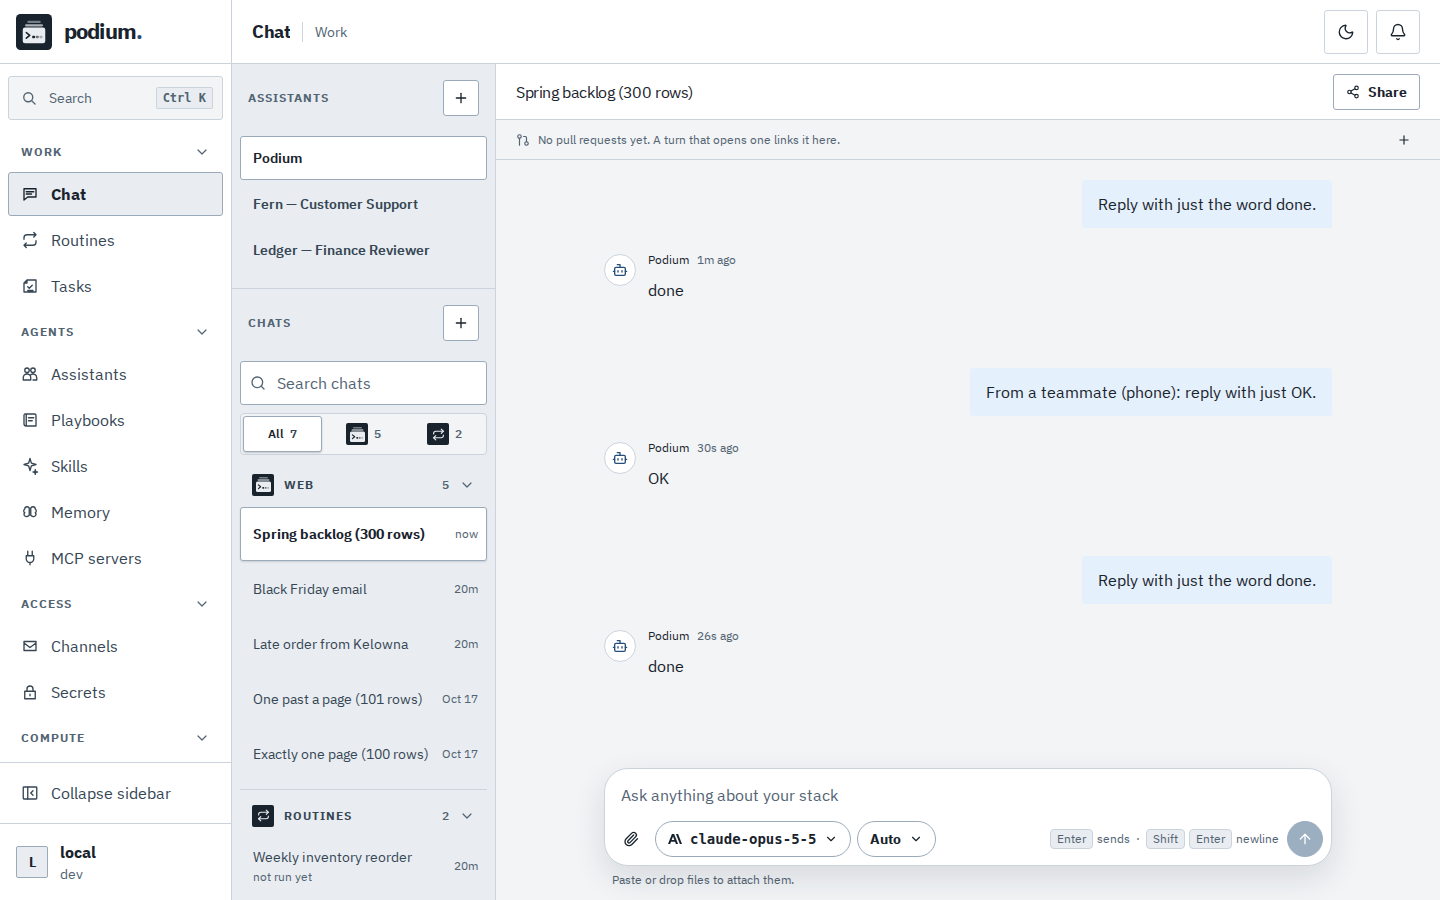 podium.
Chat
Work
Search
Ctrl K
WORK
Chat
Routines
Tasks
AGENTS
Assistants
Playbooks
Skills
Memory
MCP servers
ACCESS
Channels
Secrets
COMPUTE
Collapse sidebar
L
local
dev
ASSISTANTS
Podium
Fern — Customer Support
Ledger — Finance Reviewer
CHATS
Search chats
All 7
5
2
WEB 5
Spring backlog (300 rows) now
Black Friday email 20m
Late order from Kelowna 20m
One past a page (101 rows) Oct 17
Exactly one page (100 rows) Oct 17
ROUTINES 2
Weekly inventory reorder 20m
not run yet
Spring backlog (300 rows)
Share
No pull requests yet. A turn that opens one links it here.
Reply with just the word done.
Podium 1m ago
done
From a teammate (phone): reply with just OK.
Podium 30s ago
OK
Reply with just the word done.
Podium 26s ago
done
Ask anything about your stack
claude-opus-5-5
Auto
Enter sends · Shift Enter newline
Paste or drop files to attach them.